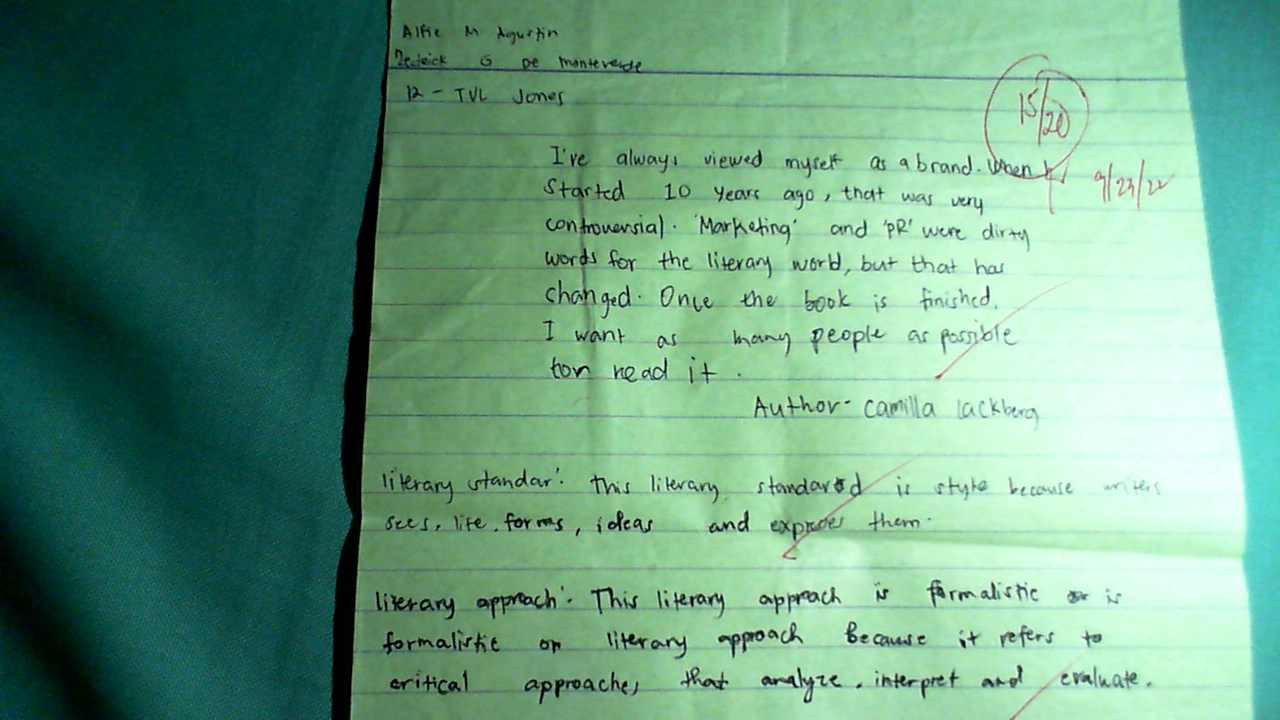 Alfie M. Agustin
G De Monteverde
12 - TVL Jones
15/20
I've always viewed myself as a brand. When I
9/23/22
Started 10 years ago, that was very
controversial. 'Marketing' and 'PR' were dirty
words for the literary world, but that has
changed. Once the book is finished,
I want as many people as possible
ton read it.
Author- Camilla lackberg
literary standar: This literary standard is style because writers
sees, life, forms, ideas and expreses them.
literary approach: This literary approach is formalistic or is
formalistic on literary approach Because it refers to
critical approaches that analyze, interpret and evaluate.